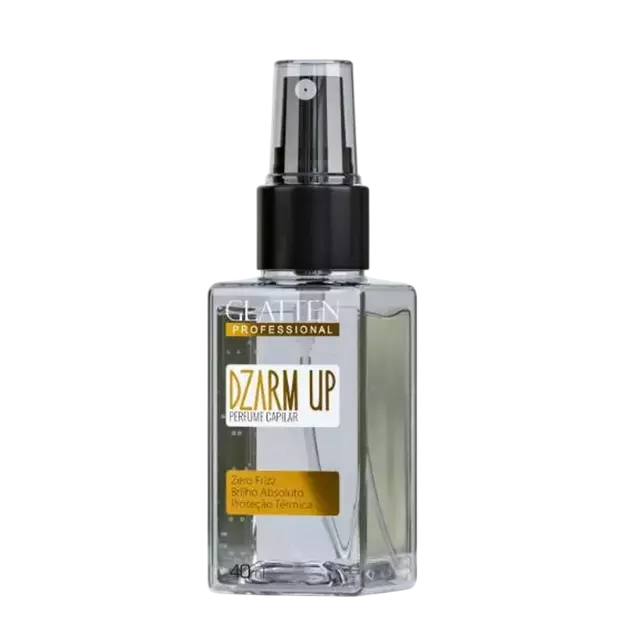 GLATTEN
PROFESSIONAL
DZARM UP
PERFUME CAPILAR
Zero Frizz
Brilho Absoluto
Proteção Térmica
40ml